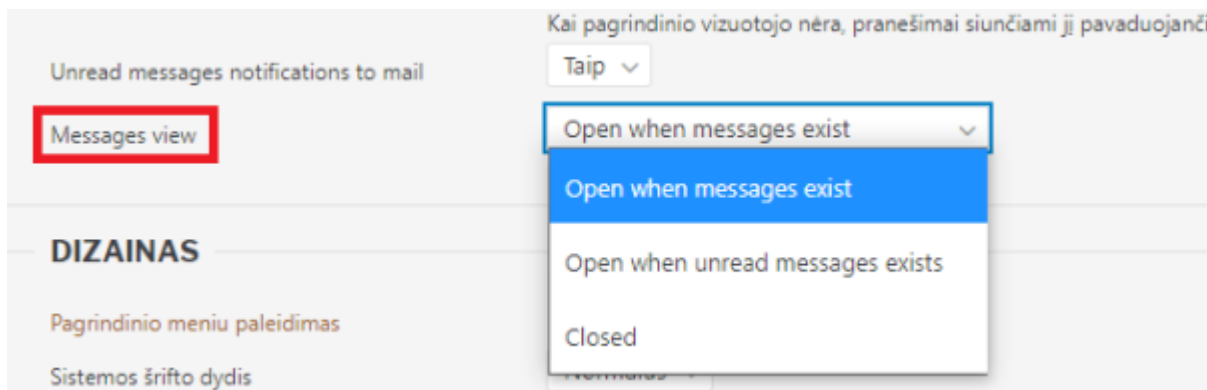 Kai pagrindinio vizuotojo nėra, pranešimai siunčiami jį
Unread messages notifications to mail Taip
Messages view Open when messages exist
Open when messages exist
DIZAINAS
Open when unread messages exists
Pagrindinio meniu paleidimas
Closed
Sistemos šrifto dydis